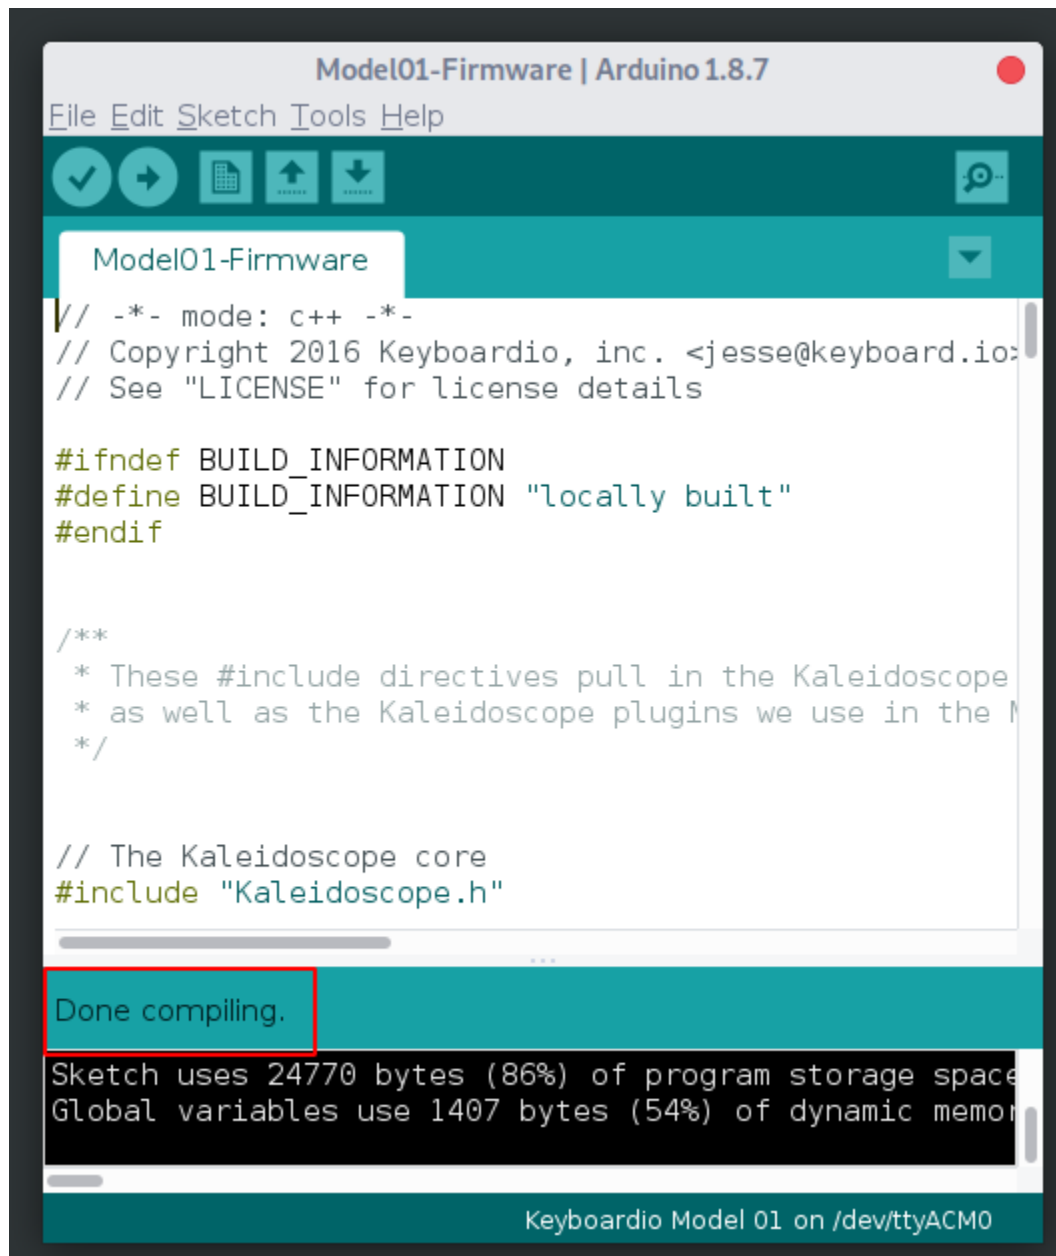 Model01-Firmware | Arduino 1.8.7
File Edit Sketch Tools Help
Model01-Firmware
// -*- mode: c++ -*-
// Copyright 2016 Keyboardio, inc. <jesse@keyboard.io>
// See "LICENSE" for license details
#ifndef BUILD_INFORMATION
#define BUILD_INFORMATION "locally built"
#endif
/**
 * These #include directives pull in the Kaleidoscope
 * as well as the Kaleidoscope plugins we use in the
 */
// The Kaleidoscope core
#include "Kaleidoscope.h"
Done compiling.
Sketch uses 24770 bytes (86%) of program storage space
Global variables use 1407 bytes (54%) of dynamic
Keyboardio Model 01 on /dev/ttyACM0